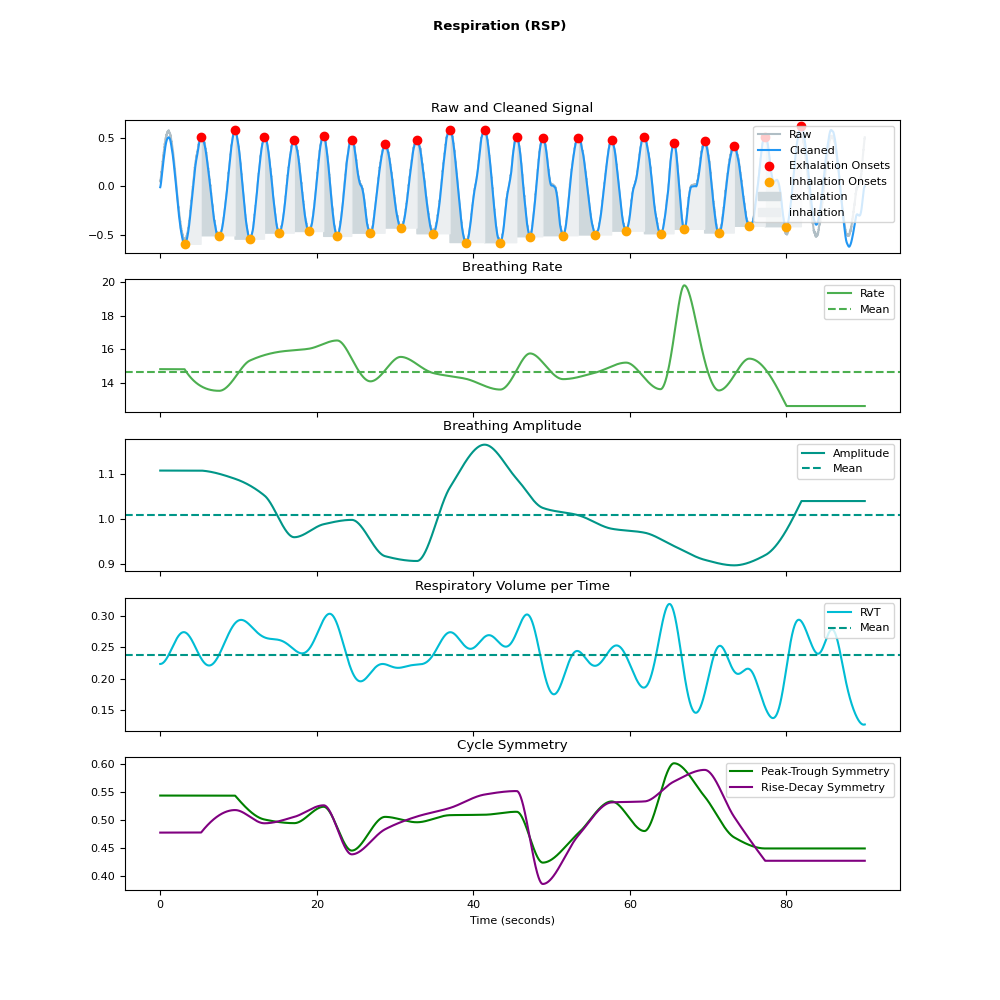 Respiration (RSP)
Raw and Cleaned Signal
0.5
0.0
−0.5
Raw
Cleaned
Exhalation Onsets
Inhalation Onsets
exhalation
inhalation
Breathing Rate
20
18
16
14
Rate
Mean
Breathing Amplitude
1.1
1.0
0.9
Amplitude
Mean
Respiratory Volume per Time
0.30
0.25
0.20
0.15
RVT
Mean
Cycle Symmetry
0.60
0.55
0.50
0.45
0.40
Peak-Trough Symmetry
Rise-Decay Symmetry
0 20 40 60 80
Time (seconds)